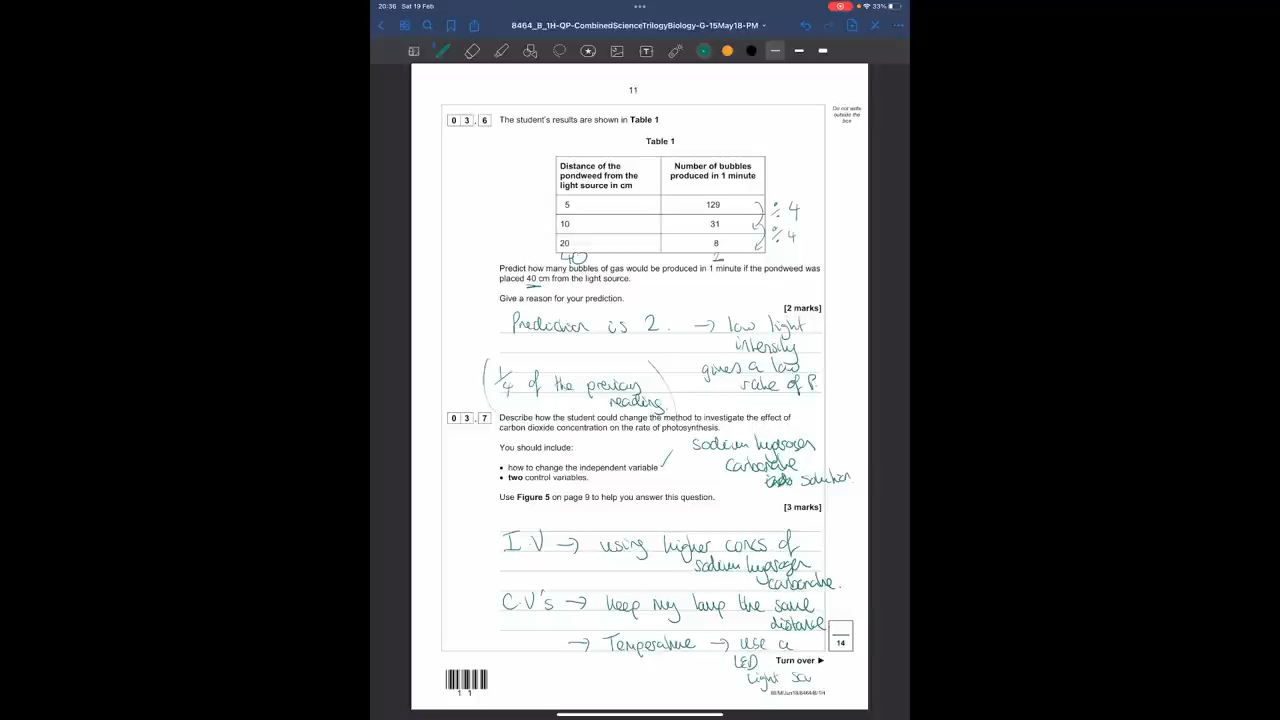 20:36 Sat 19 Feb
33%
8464_B_1H-QP-CombinedScienceTrilogyBiology-G-15May18-PM
11
Do not write
outside the
box
0 3 . 6 The student's results are shown in Table 1
Table 1
Distance of the pondweed from the light source in cm Number of bubbles produced in 1 minute
5 129
÷ 4
10 31
÷ 4
20 8
40 2
Predict how many bubbles of gas would be produced in 1 minute if the pondweed was
placed 40 cm from the light source.
Give a reason for your prediction.
[2 marks]
Prediction is 2. → low light
intensity
gives a low
rate of P.
(1/4 of the previous
reading)
0 3 . 7 Describe how the student could change the method to investigate the effect of
carbon dioxide concentration on the rate of photosynthesis.
You should include:
• how to change the independent variable ✓
• two control variables.
sodium hydrogen
carbonate
solution
Use Figure 5 on page 9 to help you answer this question.
[3 marks]
I.V → using higher concs of
sodium hydrogen
carbonate.
C.V's → keep my lamp the same
distance
→ Temperature → use a
LED
light sou
14
Turn over ►
1 1
IB/M/Jun18/8464/B/1H